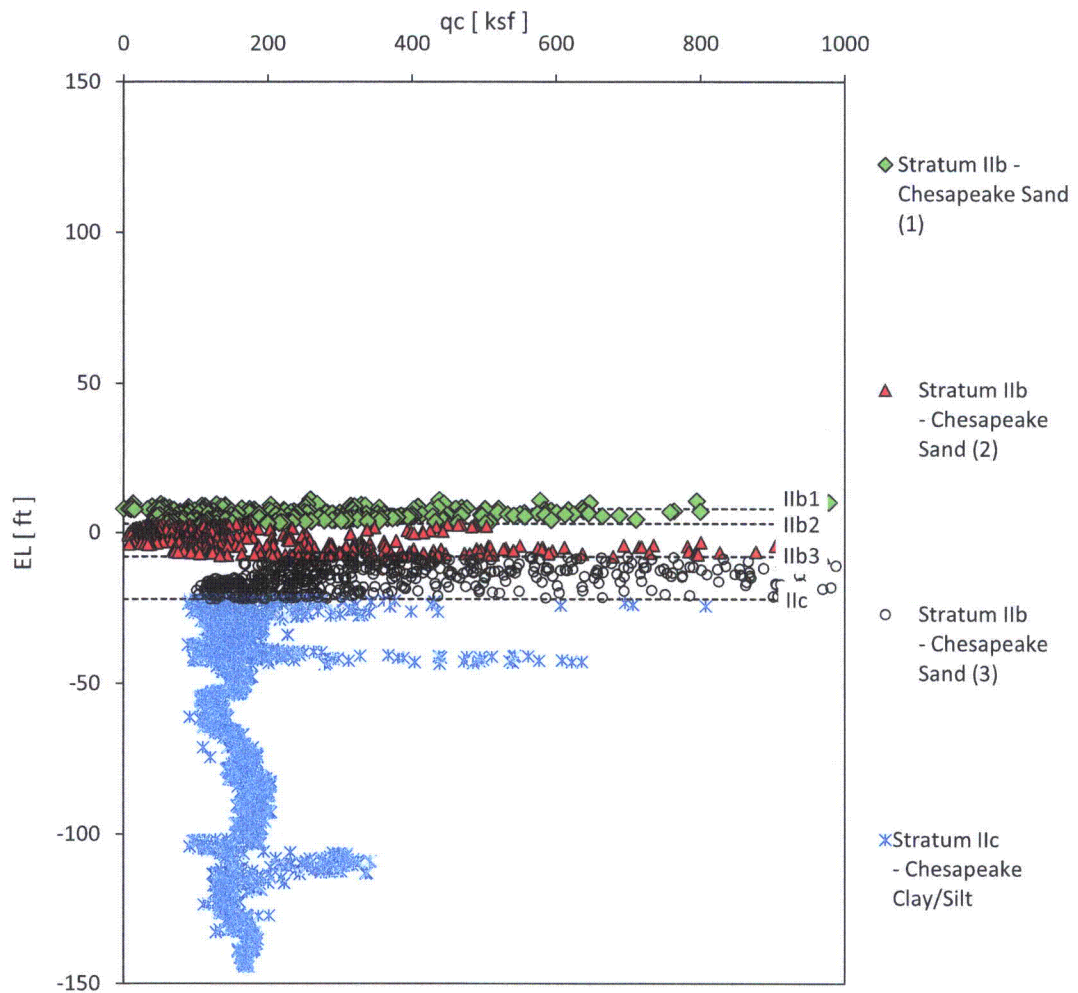 qc [ ksf ]
0 200 400 600 800 1000
150
100
50
0
-50
-100
-150
EL [ ft ]
IIb1
IIb2
IIb3
IIc
Stratum IIb -
Chesapeake Sand
(1)
Stratum IIb
- Chesapeake
Sand (2)
Stratum IIb
- Chesapeake
Sand (3)
Stratum IIc
- Chesapeake
Clay/Silt